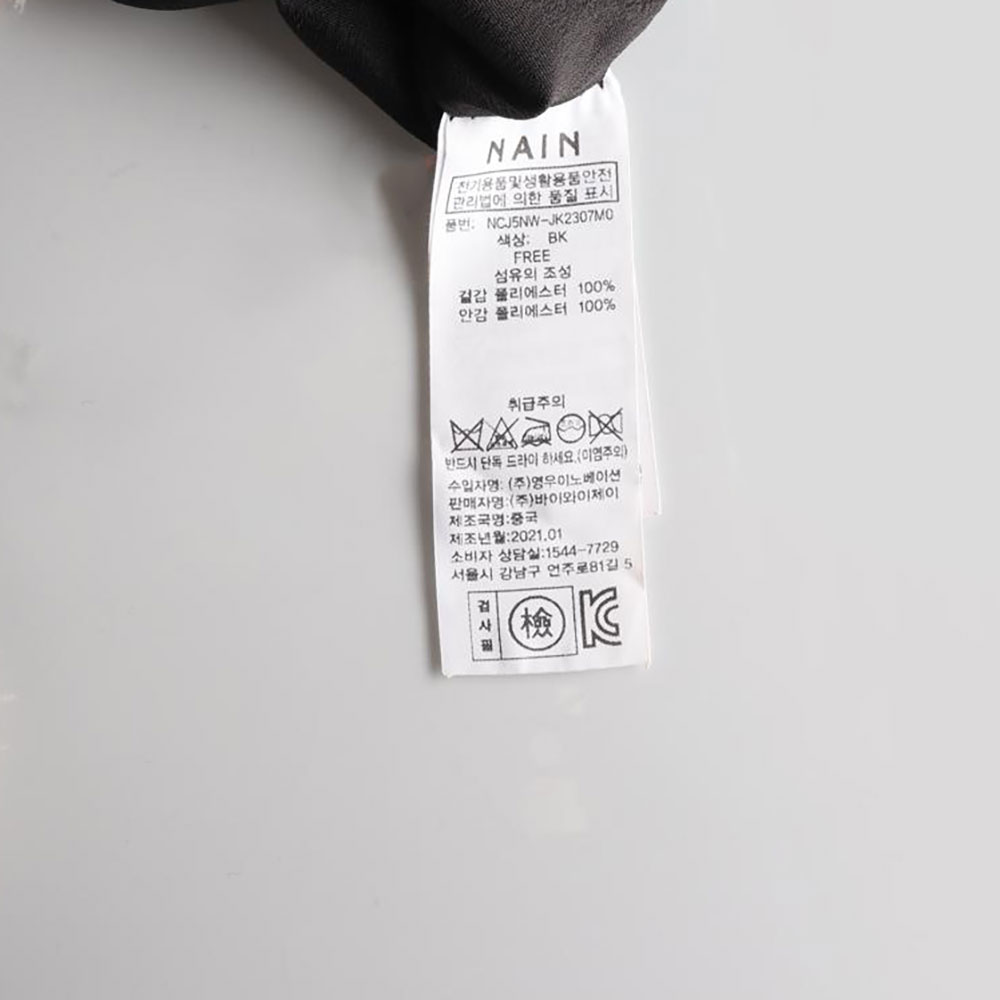 NAIN
전기용품및생활용품안전
관리법에 의한 품질 표시
품번: NCJ5NW-JK2307M0
색상: BK
FREE
섬유의 조성
겉감 폴리에스터 100%
안감 폴리에스터 100%
취급주의
반드시 단독 드라이 하세요.(이염주의)
수입자명: (주)영우이노베이션
판매자명:(주)바이와이제이
제조국명:중국
제조년월:2021.01
소비자 상담실:1544-7729
서울시 강남구 언주로81길 5
검사필 檢 KC